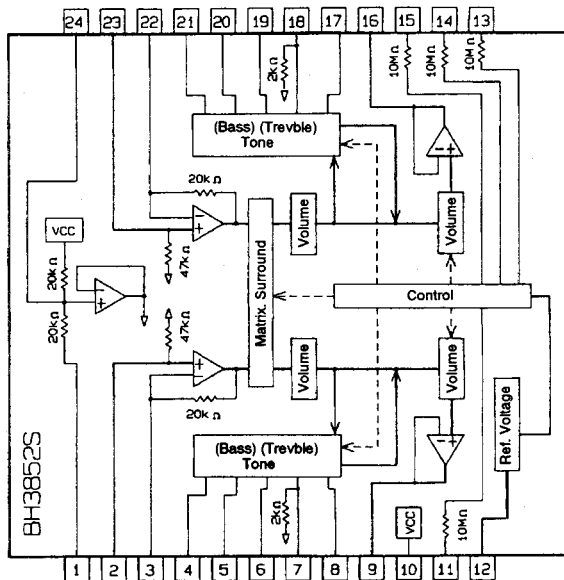 24 23 22 21 20 19 18 17 16 15 14 13
2kΩ
10MΩ
10MΩ
10MΩ
(Bass) (Trevble)
Tone
20kΩ
VCC
20kΩ
20kΩ
47kΩ
47kΩ
Matrix. Surround
Volume
Volume
Control
Volume
Volume
20kΩ
(Bass) (Trevble)
Tone
Ref. Voltage
BH3852S
2kΩ
VCC
10MΩ
1 2 3 4 5 6 7 8 9 10 11 12